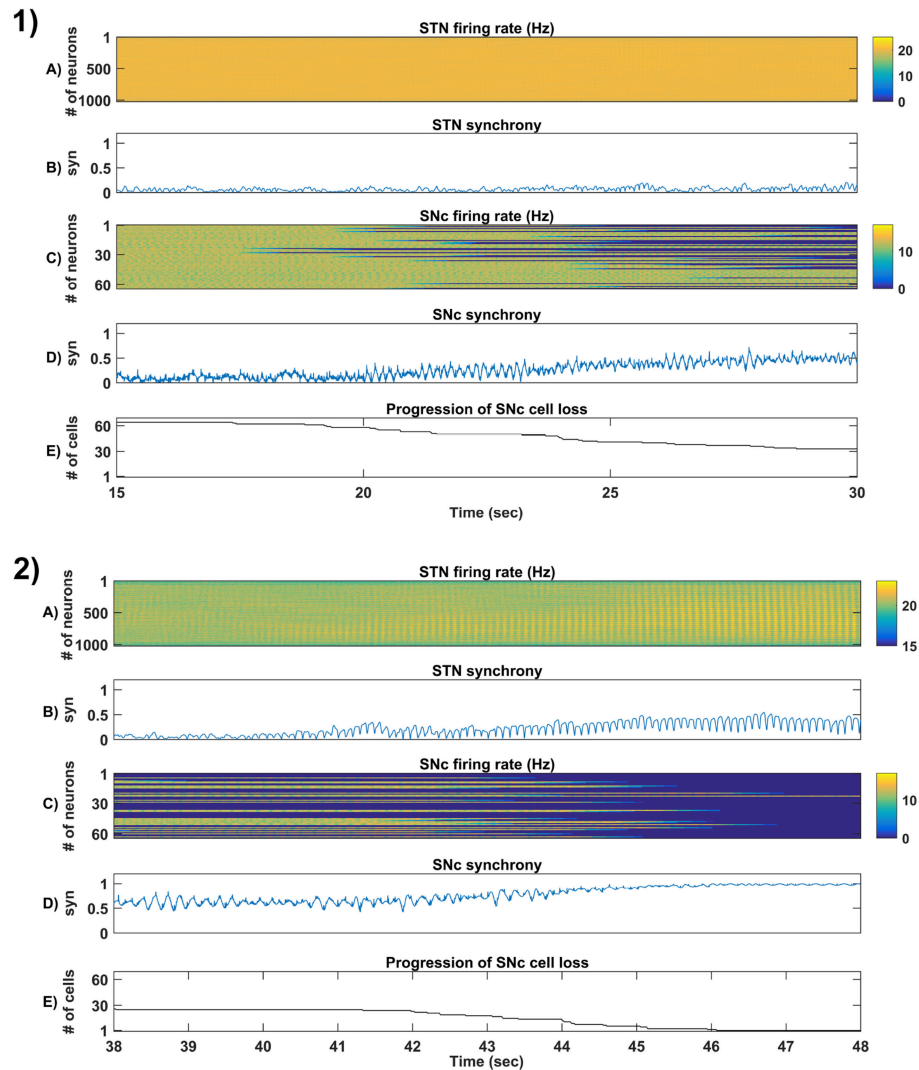 1)
STN firing rate (Hz)
A)
# of neurons
1
500
1000
20
10
0
STN synchrony
B)
syn
1
0.5
0
SNc firing rate (Hz)
C)
# of neurons
1
30
60
10
0
SNc synchrony
D)
syn
1
0.5
0
Progression of SNc cell loss
E)
# of cells
60
30
1
15 20 25 30
Time (sec)
2)
STN firing rate (Hz)
A)
# of neurons
1
500
1000
20
15
STN synchrony
B)
syn
1
0.5
0
SNc firing rate (Hz)
C)
# of neurons
1
30
60
10
0
SNc synchrony
D)
syn
1
0.5
0
Progression of SNc cell loss
E)
# of cells
60
30
1
38 39 40 41 42 43 44 45 46 47 48
Time (sec)